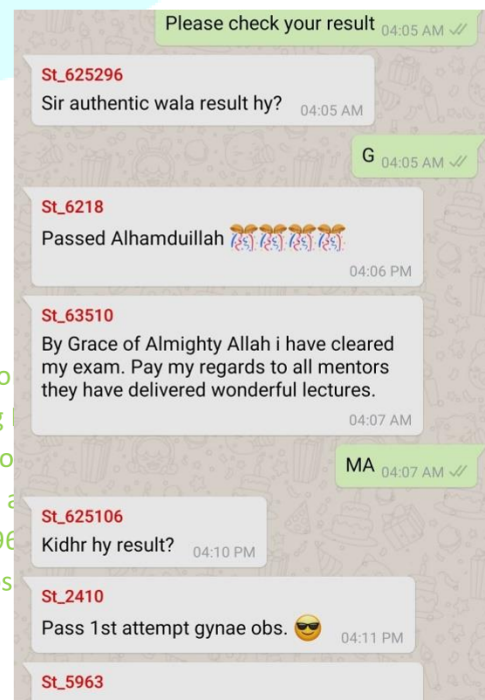 Please check your result 04:05 AM
St_625296
Sir authentic wala result hy? 04:05 AM
G 04:05 AM
St_6218
Passed Alhamduillah 🎊🎊🎊🎊
04:06 PM
St_63510
By Grace of Almighty Allah i have cleared
my exam. Pay my regards to all mentors
they have delivered wonderful lectures.
04:07 AM
MA 04:07 AM
St_625106
Kidhr hy result? 04:10 PM
St_2410
Pass 1st attempt gynae obs. 😎 04:11 PM
St_5963